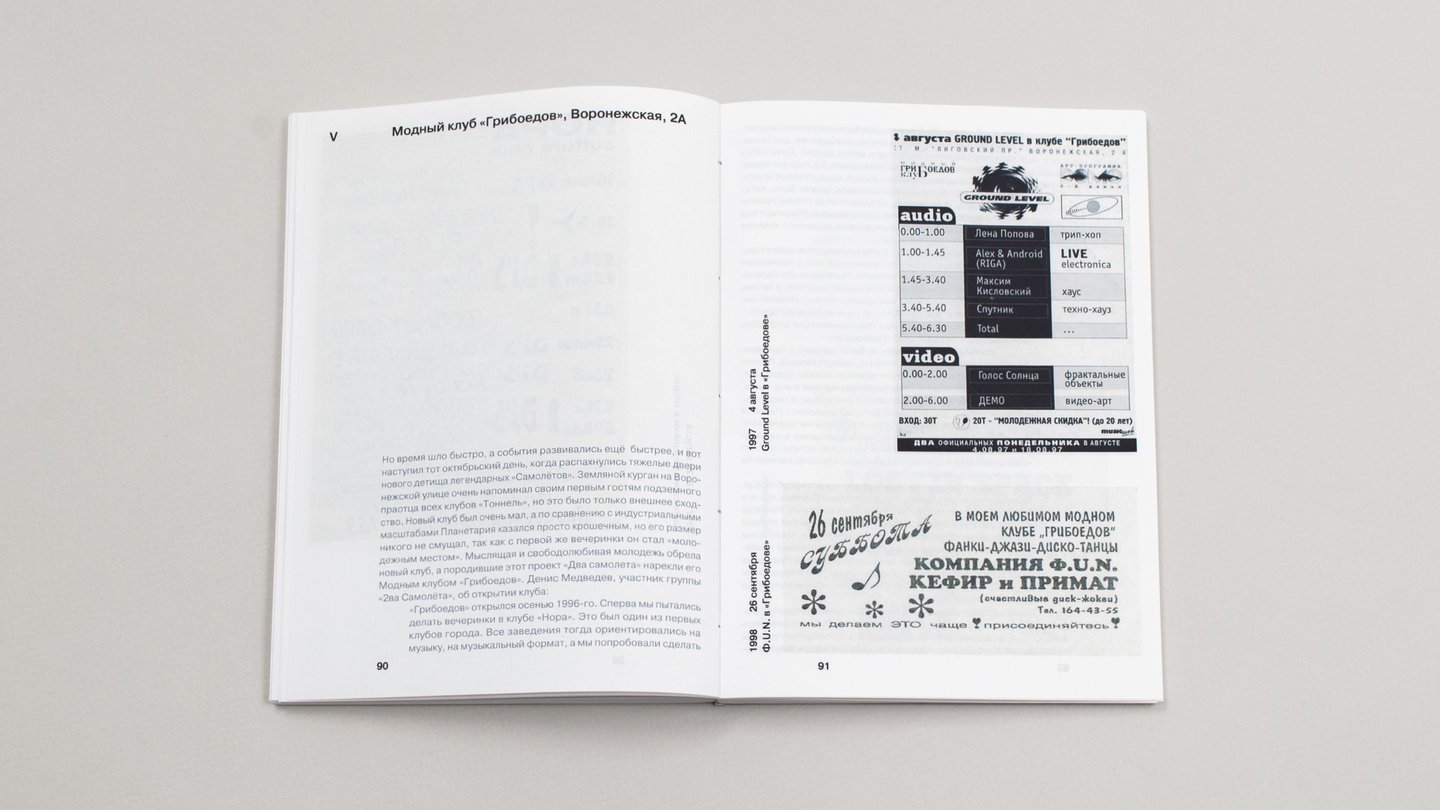 V
Модный клуб «Грибоедов», Воронежская, 2А
Но время шло быстро, а события развивались ещё быстрее, и вот
наступил тот октябрьский день, когда распахнулись тяжелые двери
нового детища легендарных «Самолётов». Земляной курган на Воро-
нежской улице очень напоминал своим первым гостям подземного
праотца всех клубов «Тоннель», но это было только внешнее сход-
ство. Новый клуб был очень мал, а по сравнению с индустриальными
масштабами Планетария казался просто крошечным, но его размер
никого не смущал, так как с первой же вечеринки он стал «моло-
дежным местом». Мыслящая и свободолюбивая молодежь обрела
новый клуб, а породившие этот проект «Два самолета» нарекли его
Модным клубом «Грибоедов». Денис Медведев, участник группы
«2ва Самолёта», об открытии клуба:
«Грибоедов» открылся осенью 1996-го. Сперва мы пытались
делать вечеринки в клубе «Нора». Это был один из первых
клубов города. Все заведения тогда ориентировались на
музыку, на музыкальный формат, а мы попробовали сделать
90
1997 4 августа
Ground Level в «Грибоедове»
4 августа GROUND LEVEL в клубе "Грибоедов"
СТ. М. "ЛИГОВСКИЙ ПР." ВОРОНЕЖСКАЯ, 2 А
МОДНЫЙ
ГРИБОЕДОВ
КЛУБ
GROUND LEVEL
АРТ-ПРОГРАММА
audio
0.00-1.00 Лена Попова трип-хоп
1.00-1.45 Alex & Android (RIGA) LIVE electronica
1.45-3.40 Максим Кисловский хаус
3.40-5.40 Спутник техно-хауз
5.40-6.30 Total ...
video
0.00-2.00 Голос Солнца фрактальные объекты
2.00-6.00 ДЕМО видео-арт
ВХОД: 30Т 20Т - "МОЛОДЕЖНАЯ СКИДКА"! (до 20 лет)
ДВА ОФИЦИАЛЬНЫХ ПОНЕДЕЛЬНИКА В АВГУСТЕ
4.08.97 и 18.08.97
1998 26 сентября
Ф.U.N. в «Грибоедове»
26 сентября
СУББОТА
В МОЕМ ЛЮБИМОМ МОДНОМ
КЛУБЕ „ГРИБОЕДОВ"
ФАНКИ-ДЖАЗИ-ДИСКО-ТАНЦЫ
КОМПАНИЯ Ф.U.N.
КЕФИР и ПРИМАТ
(счастливые диск-жокеи)
Тел. 164-43-55
мы делаем ЭТО чаще ! присоединяйтесь !
91